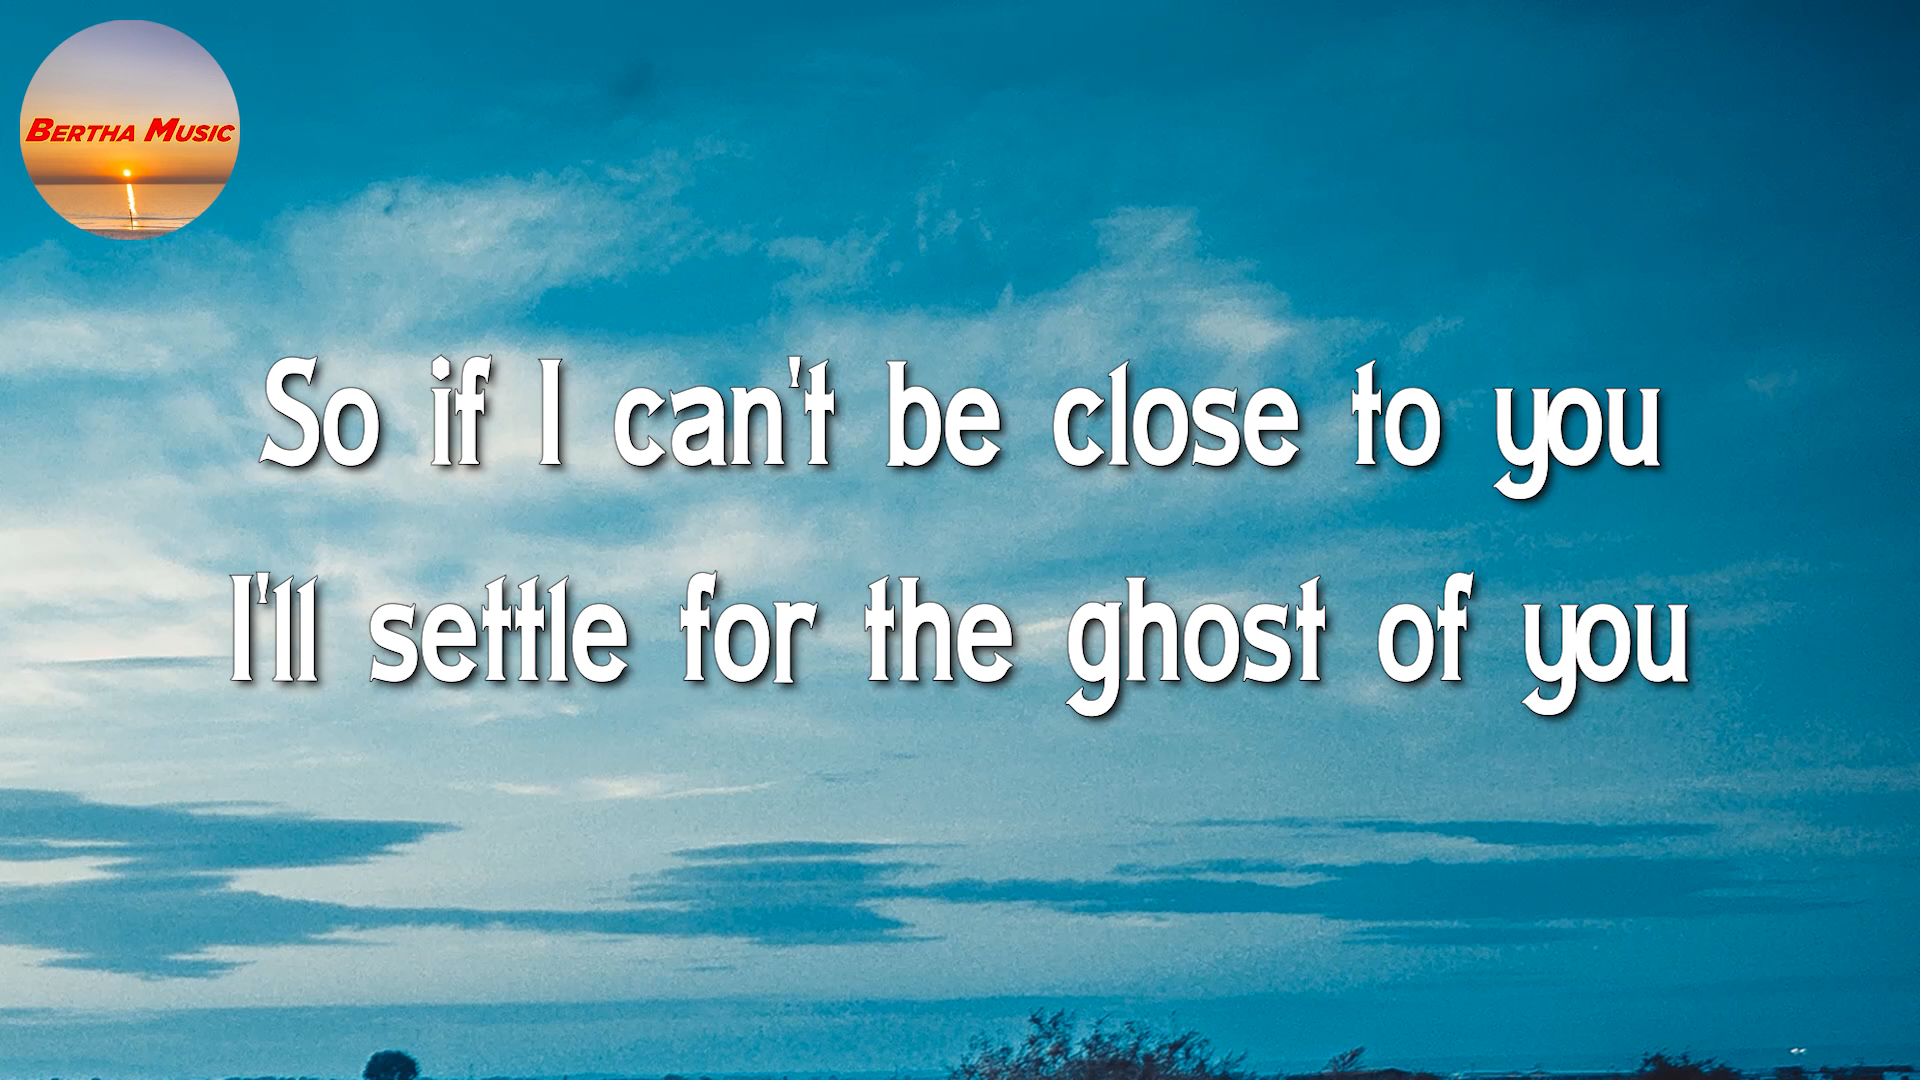 Bertha Music
So if I can't be close to you
I'll settle for the ghost of you